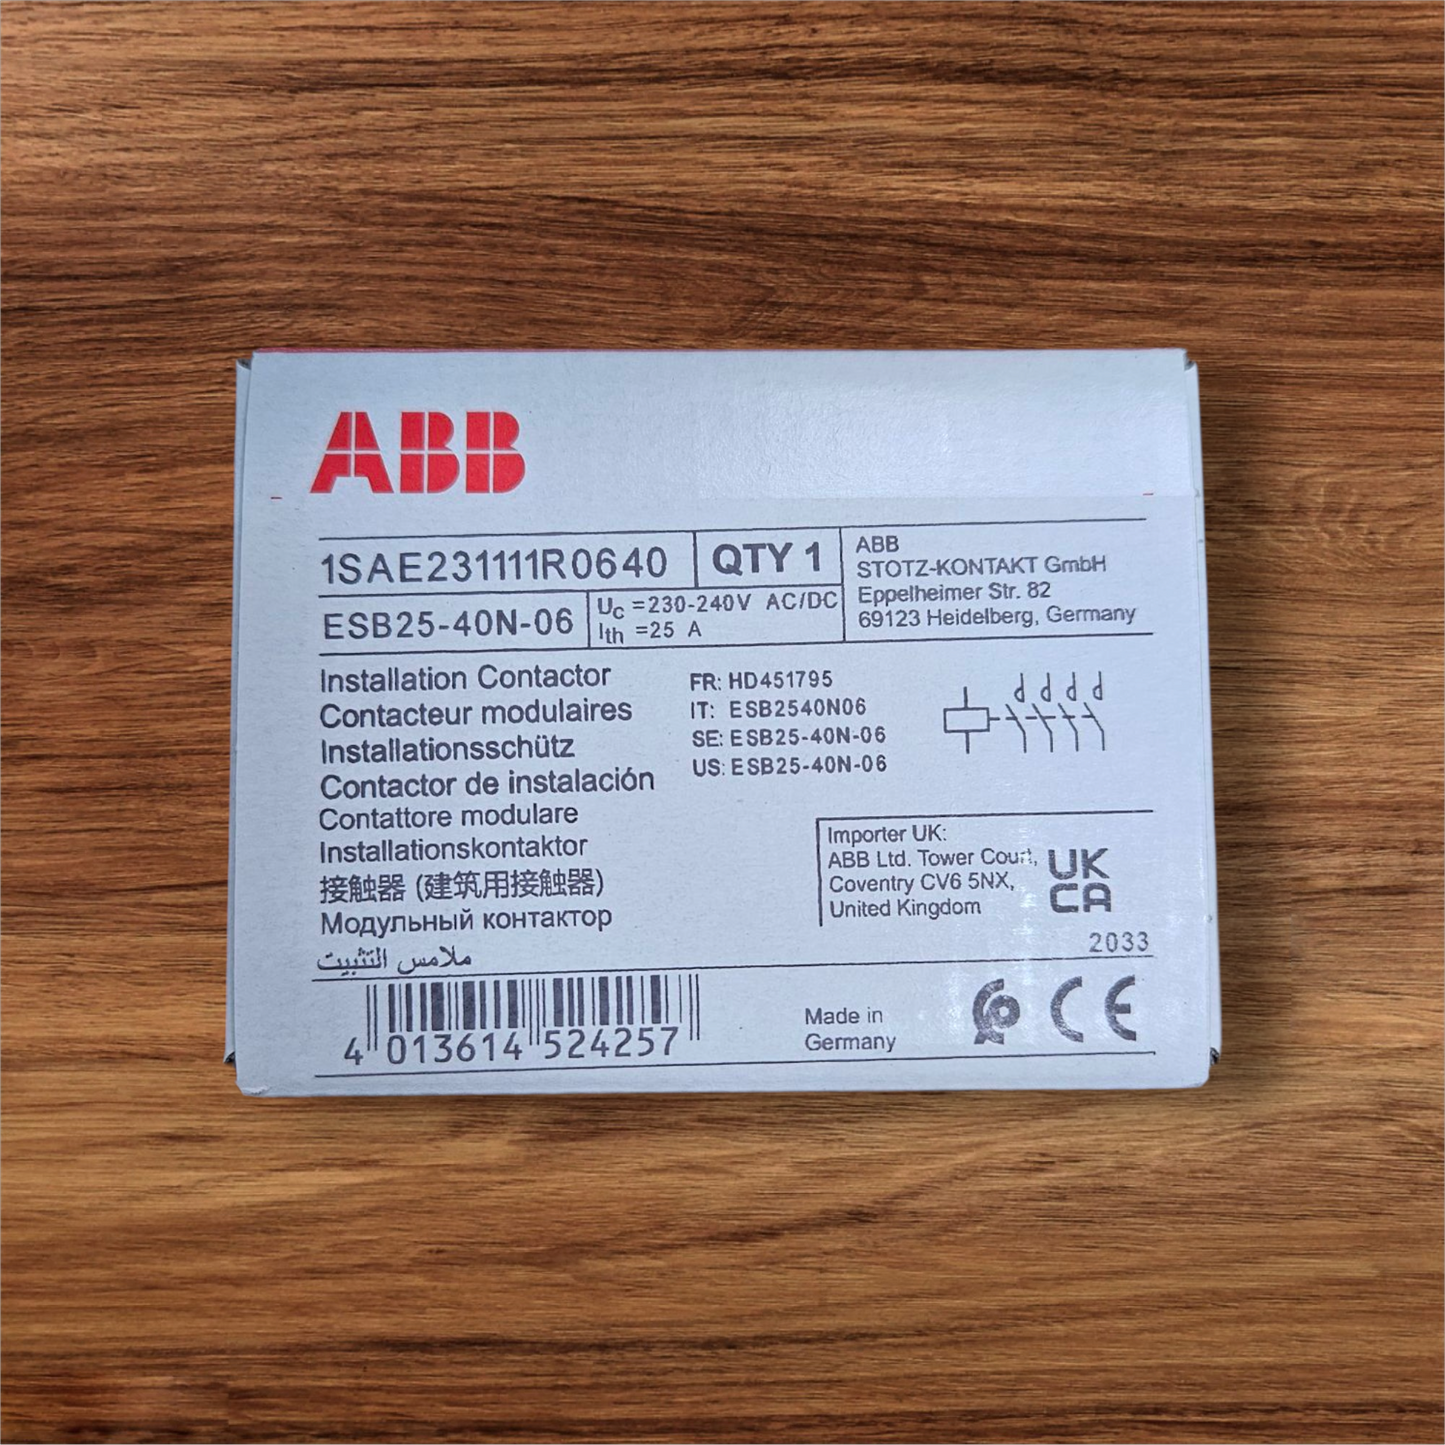 ABB
1SAE231111R0640
QTY 1
ESB25-40N-06
Uc =230-240V AC/DC
Ith =25 A
ABB
STOTZ-KONTAKT GmbH
Eppelheimer Str. 82
69123 Heidelberg, Germany
Installation Contactor
Contacteur modulaires
Installationsschütz
Contactor de instalación
Contattore modulare
Installationskontaktor
接触器 (建筑用接触器)
Модульный контактор
ملامس التثبيت
FR: HD451795
IT: ESB2540N06
SE: ESB25-40N-06
US: ESB25-40N-06
Importer UK:
ABB Ltd. Tower Court,
Coventry CV6 5NX,
United Kingdom
UK
CA
2033
4 013614 524257
Made in
Germany
CE